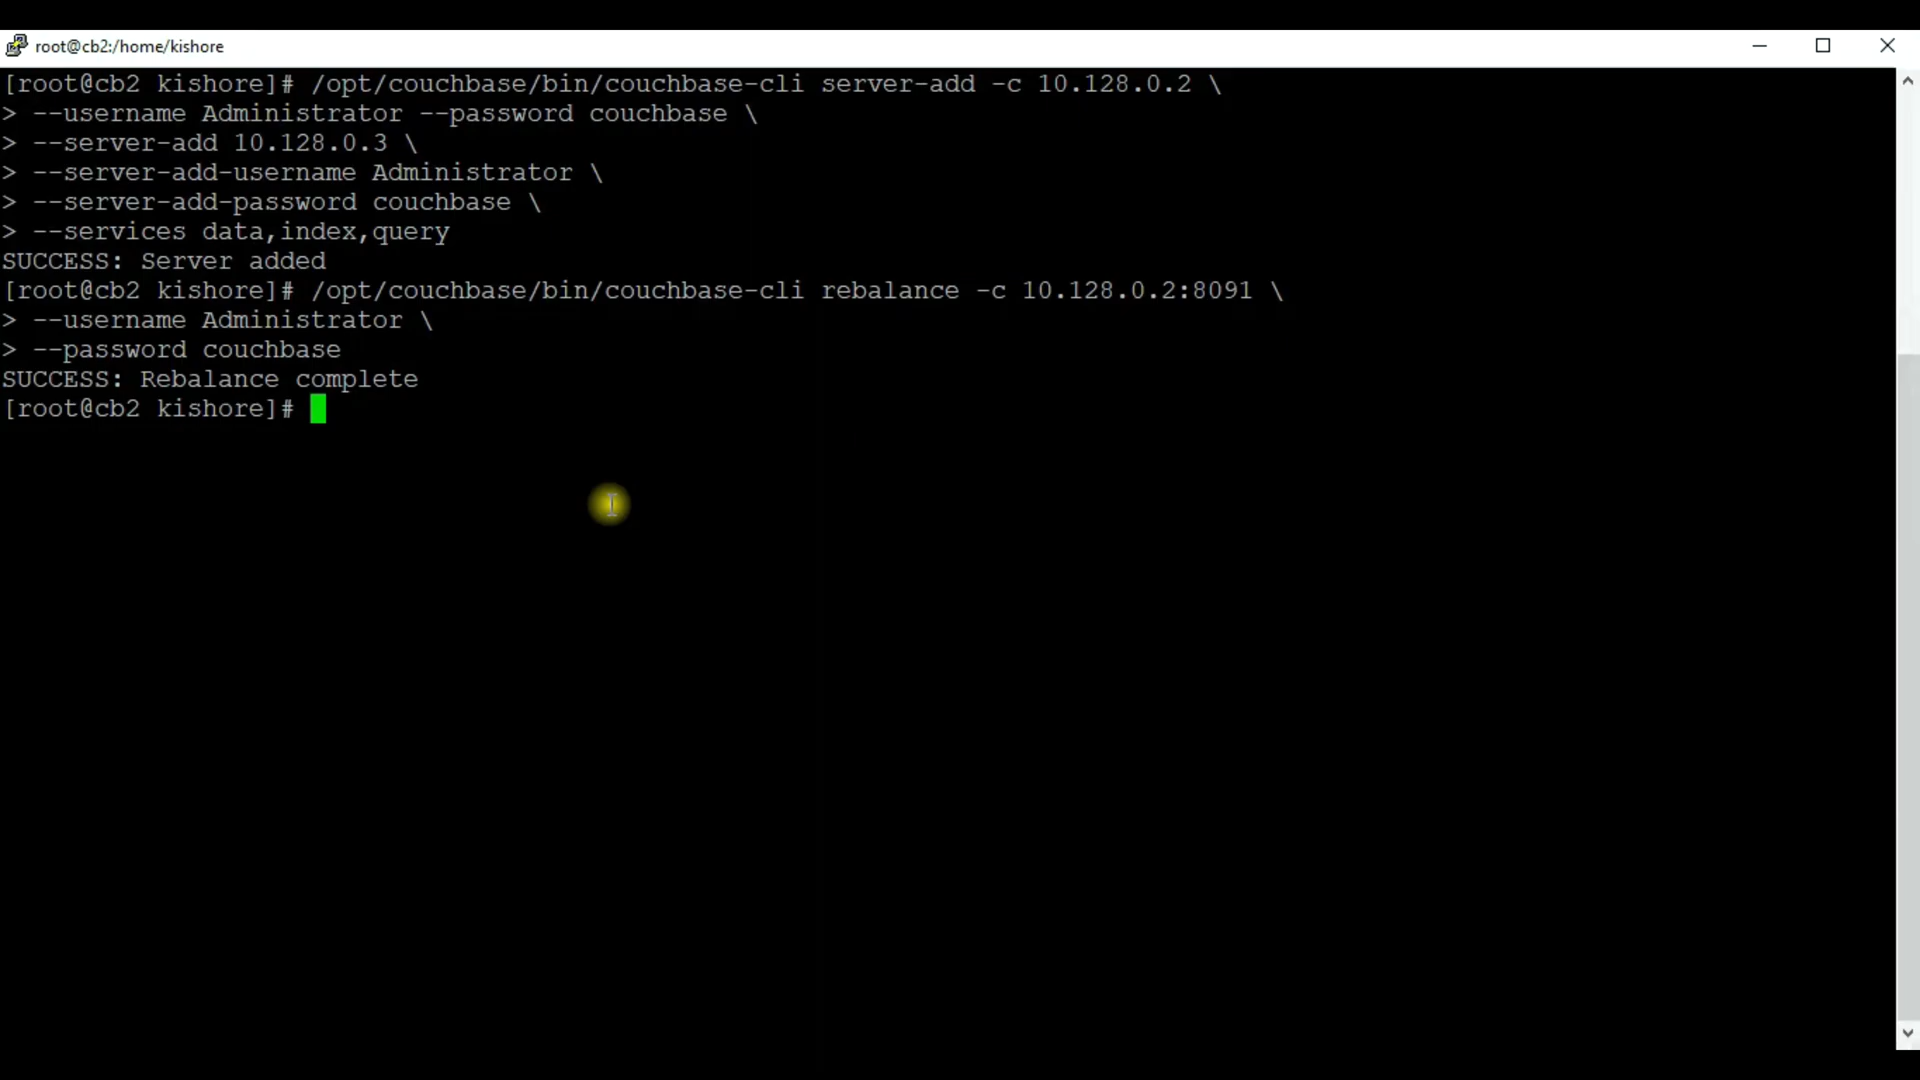 root@cb2:/home/kishore
[root@cb2 kishore]# /opt/couchbase/bin/couchbase-cli server-add -c 10.128.0.2 \
> --username Administrator --password couchbase \
> --server-add 10.128.0.3 \
> --server-add-username Administrator \
> --server-add-password couchbase \
> --services data,index,query
SUCCESS: Server added
[root@cb2 kishore]# /opt/couchbase/bin/couchbase-cli rebalance -c 10.128.0.2:8091 \
> --username Administrator \
> --password couchbase
SUCCESS: Rebalance complete
[root@cb2 kishore]#